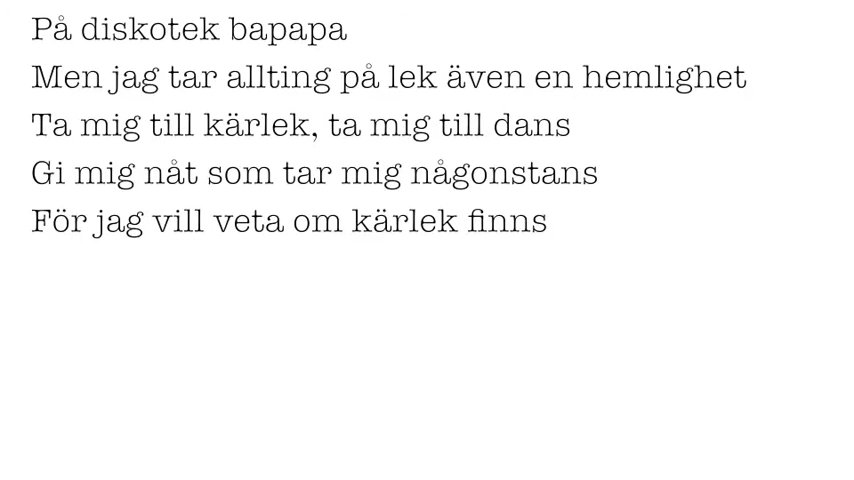 På diskotek bapapa
Men jag tar allting på lek även en hemlighet
Ta mig till kärlek, ta mig till dans
Gi mig nåt som tar mig någonstans
För jag vill veta om kärlek finns